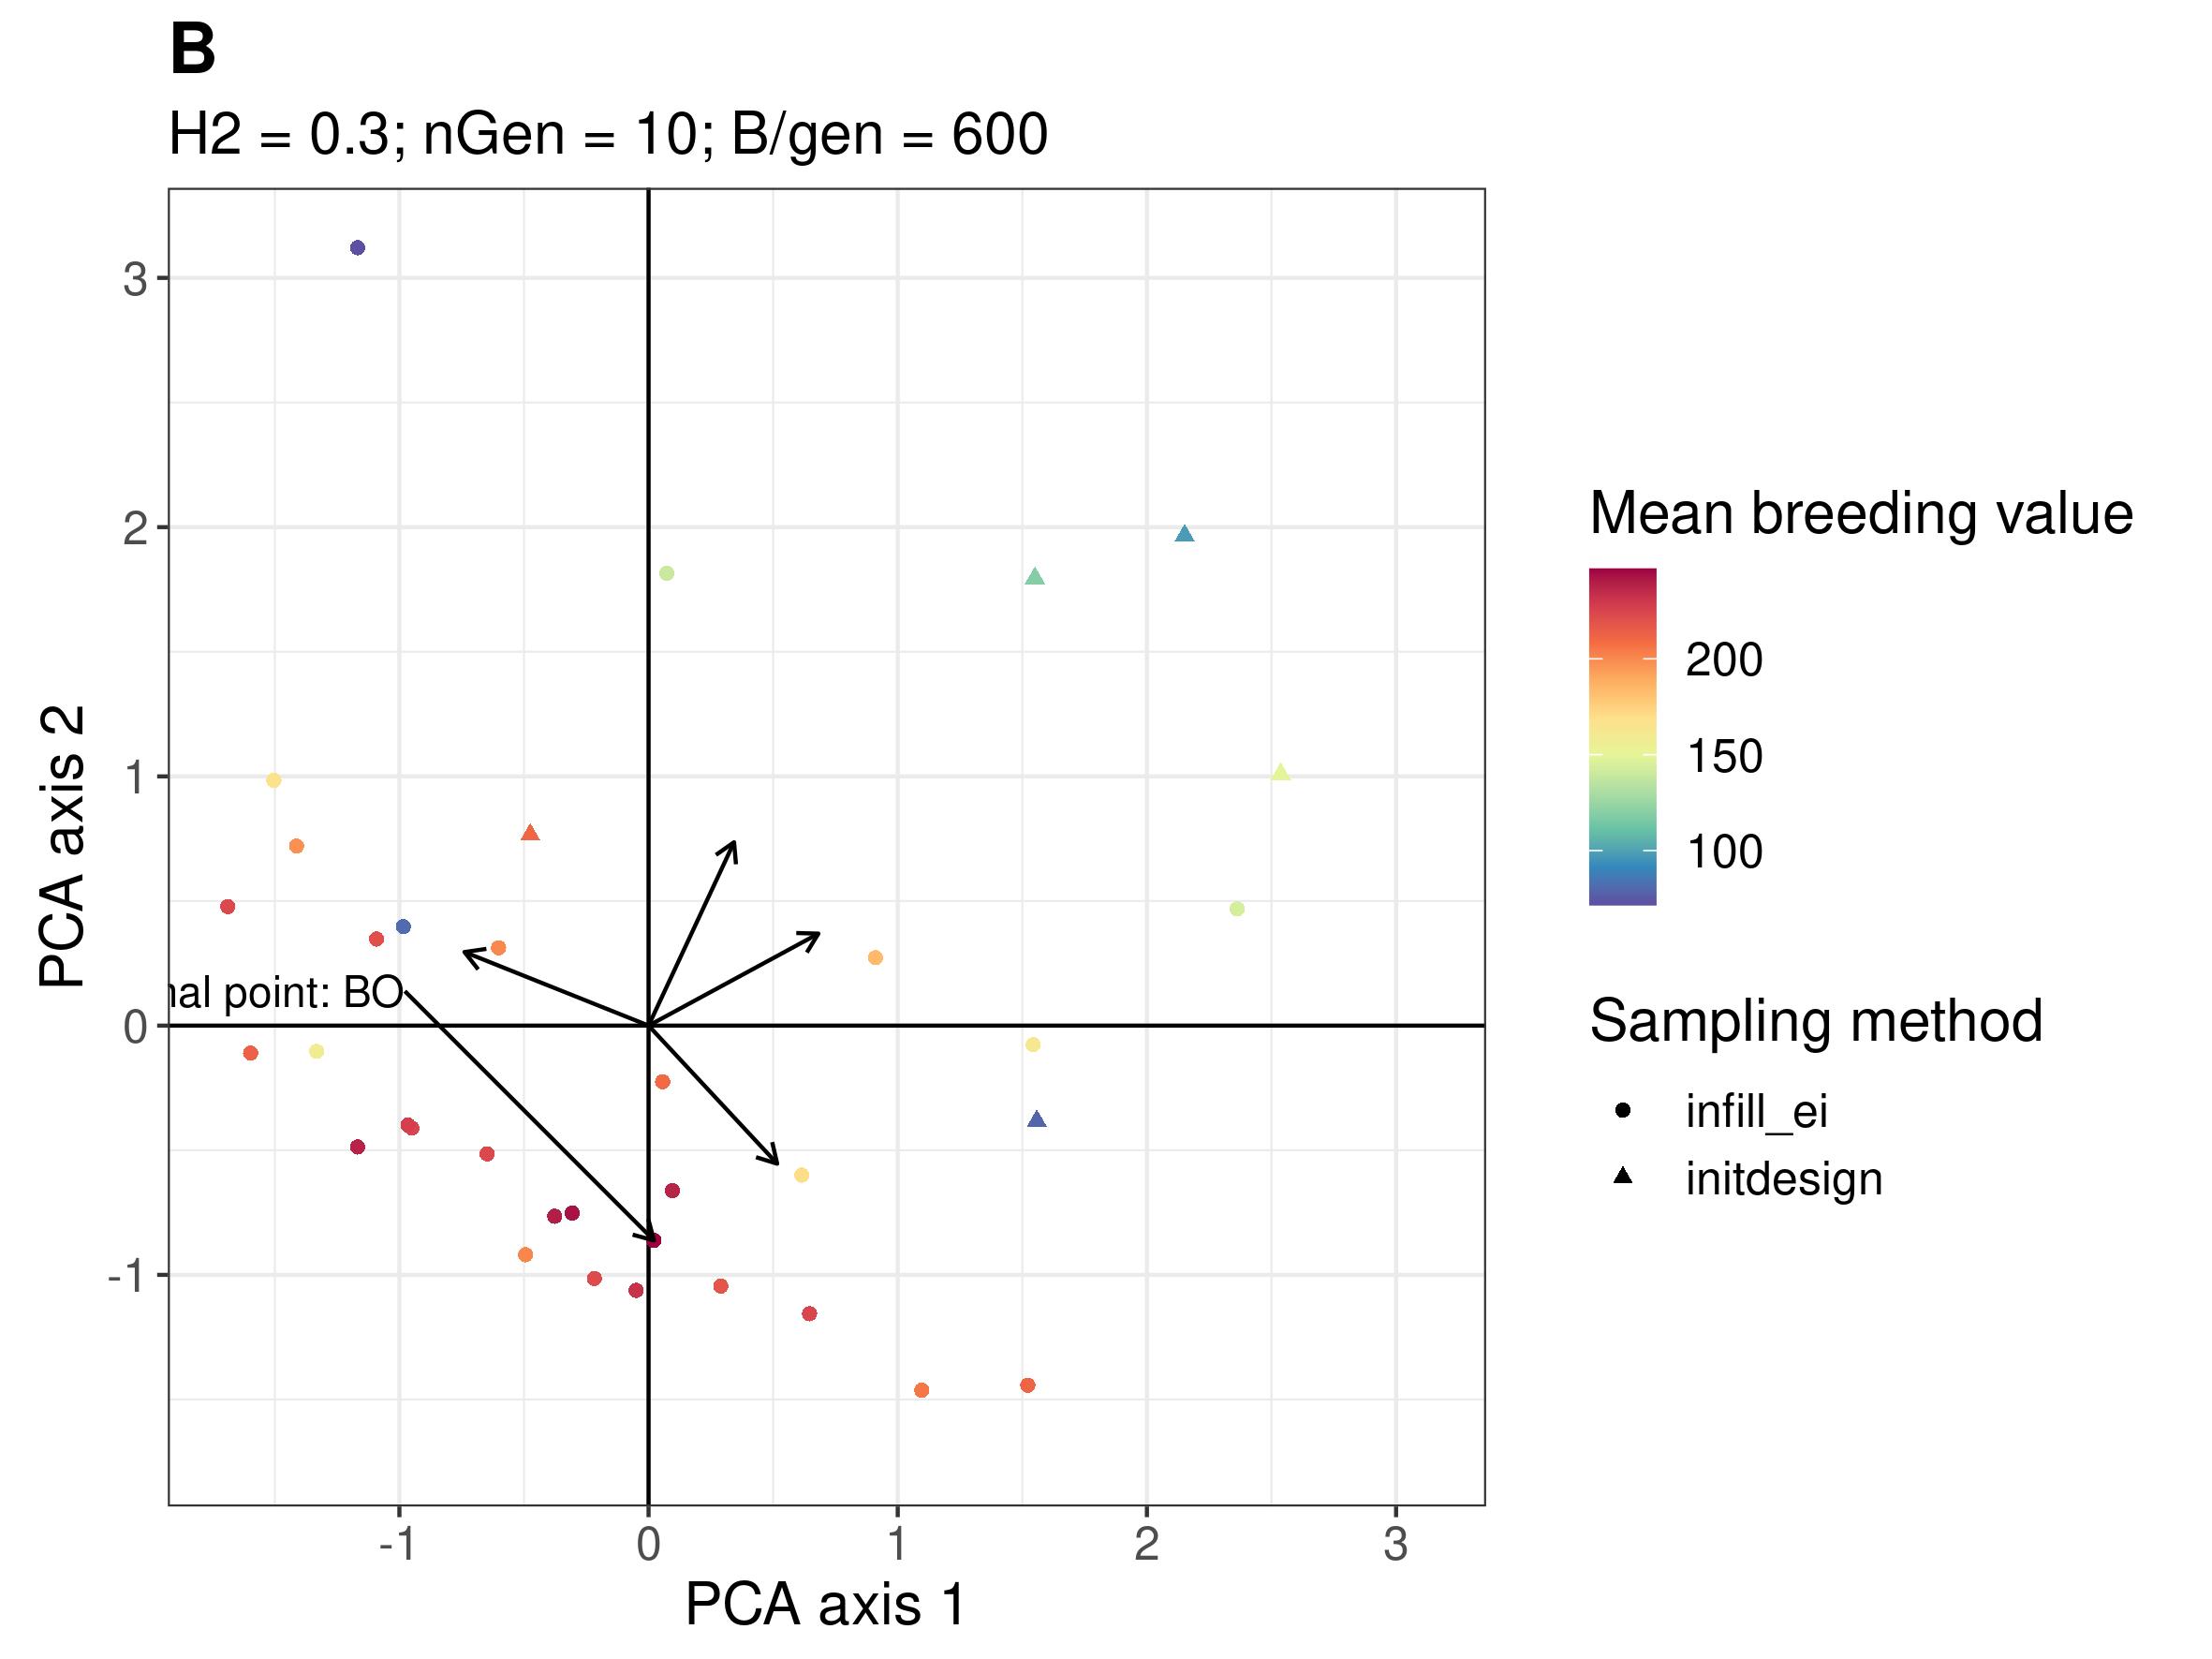 B
H2 = 0.3; nGen = 10; B/gen = 600
PCA axis 2
3
2
1
0
-1
point: BO
-1
0
1
2
3
PCA axis 1
Mean breeding value
200
150
100
Sampling method
infill_ei
initdesign